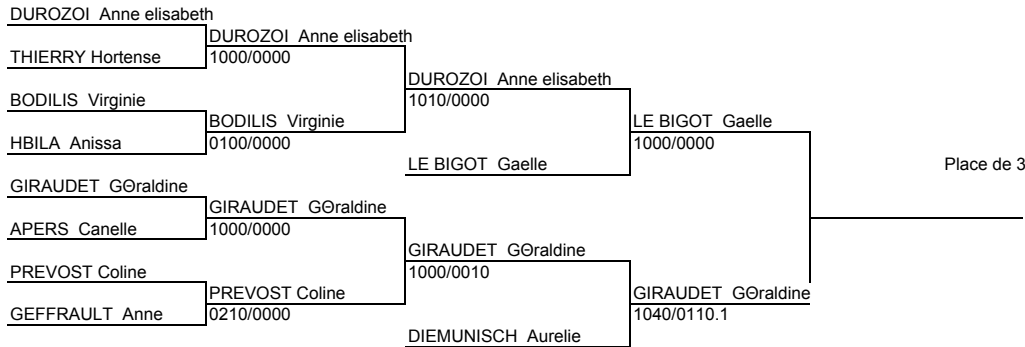 DUROZOI Anne elisabeth
DUROZOI Anne elisabeth
THIERRY Hortense
1000/0000
DUROZOI Anne elisabeth
1010/0000
BODILIS Virginie
BODILIS Virginie
LE BIGOT Gaelle
HBILA Anissa
0100/0000
1000/0000
LE BIGOT Gaelle
Place de 3
GIRAUDET GΘraldine
GIRAUDET GΘraldine
APERS Canelle
1000/0000
GIRAUDET GΘraldine
1000/0010
PREVOST Coline
PREVOST Coline
GIRAUDET GΘraldine
GEFFRAULT Anne
0210/0000
1040/0110.1
DIEMUNISCH Aurelie